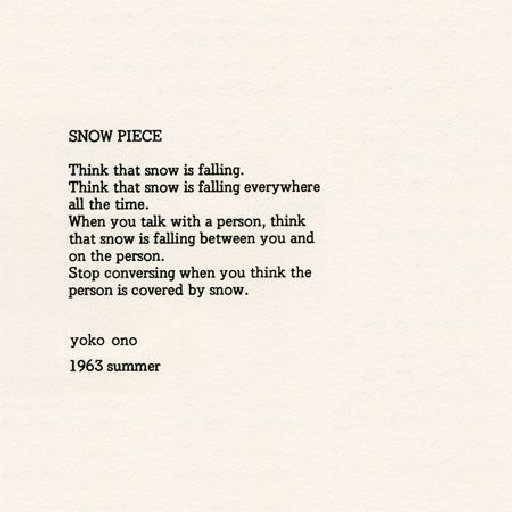 SNOW PIECE
Think that snow is falling.
Think that snow is falling everywhere
all the time.
When you talk with a person, think
that snow is falling between you and
on the person.
Stop conversing when you think the
person is covered by snow.
yoko ono
1963 summer